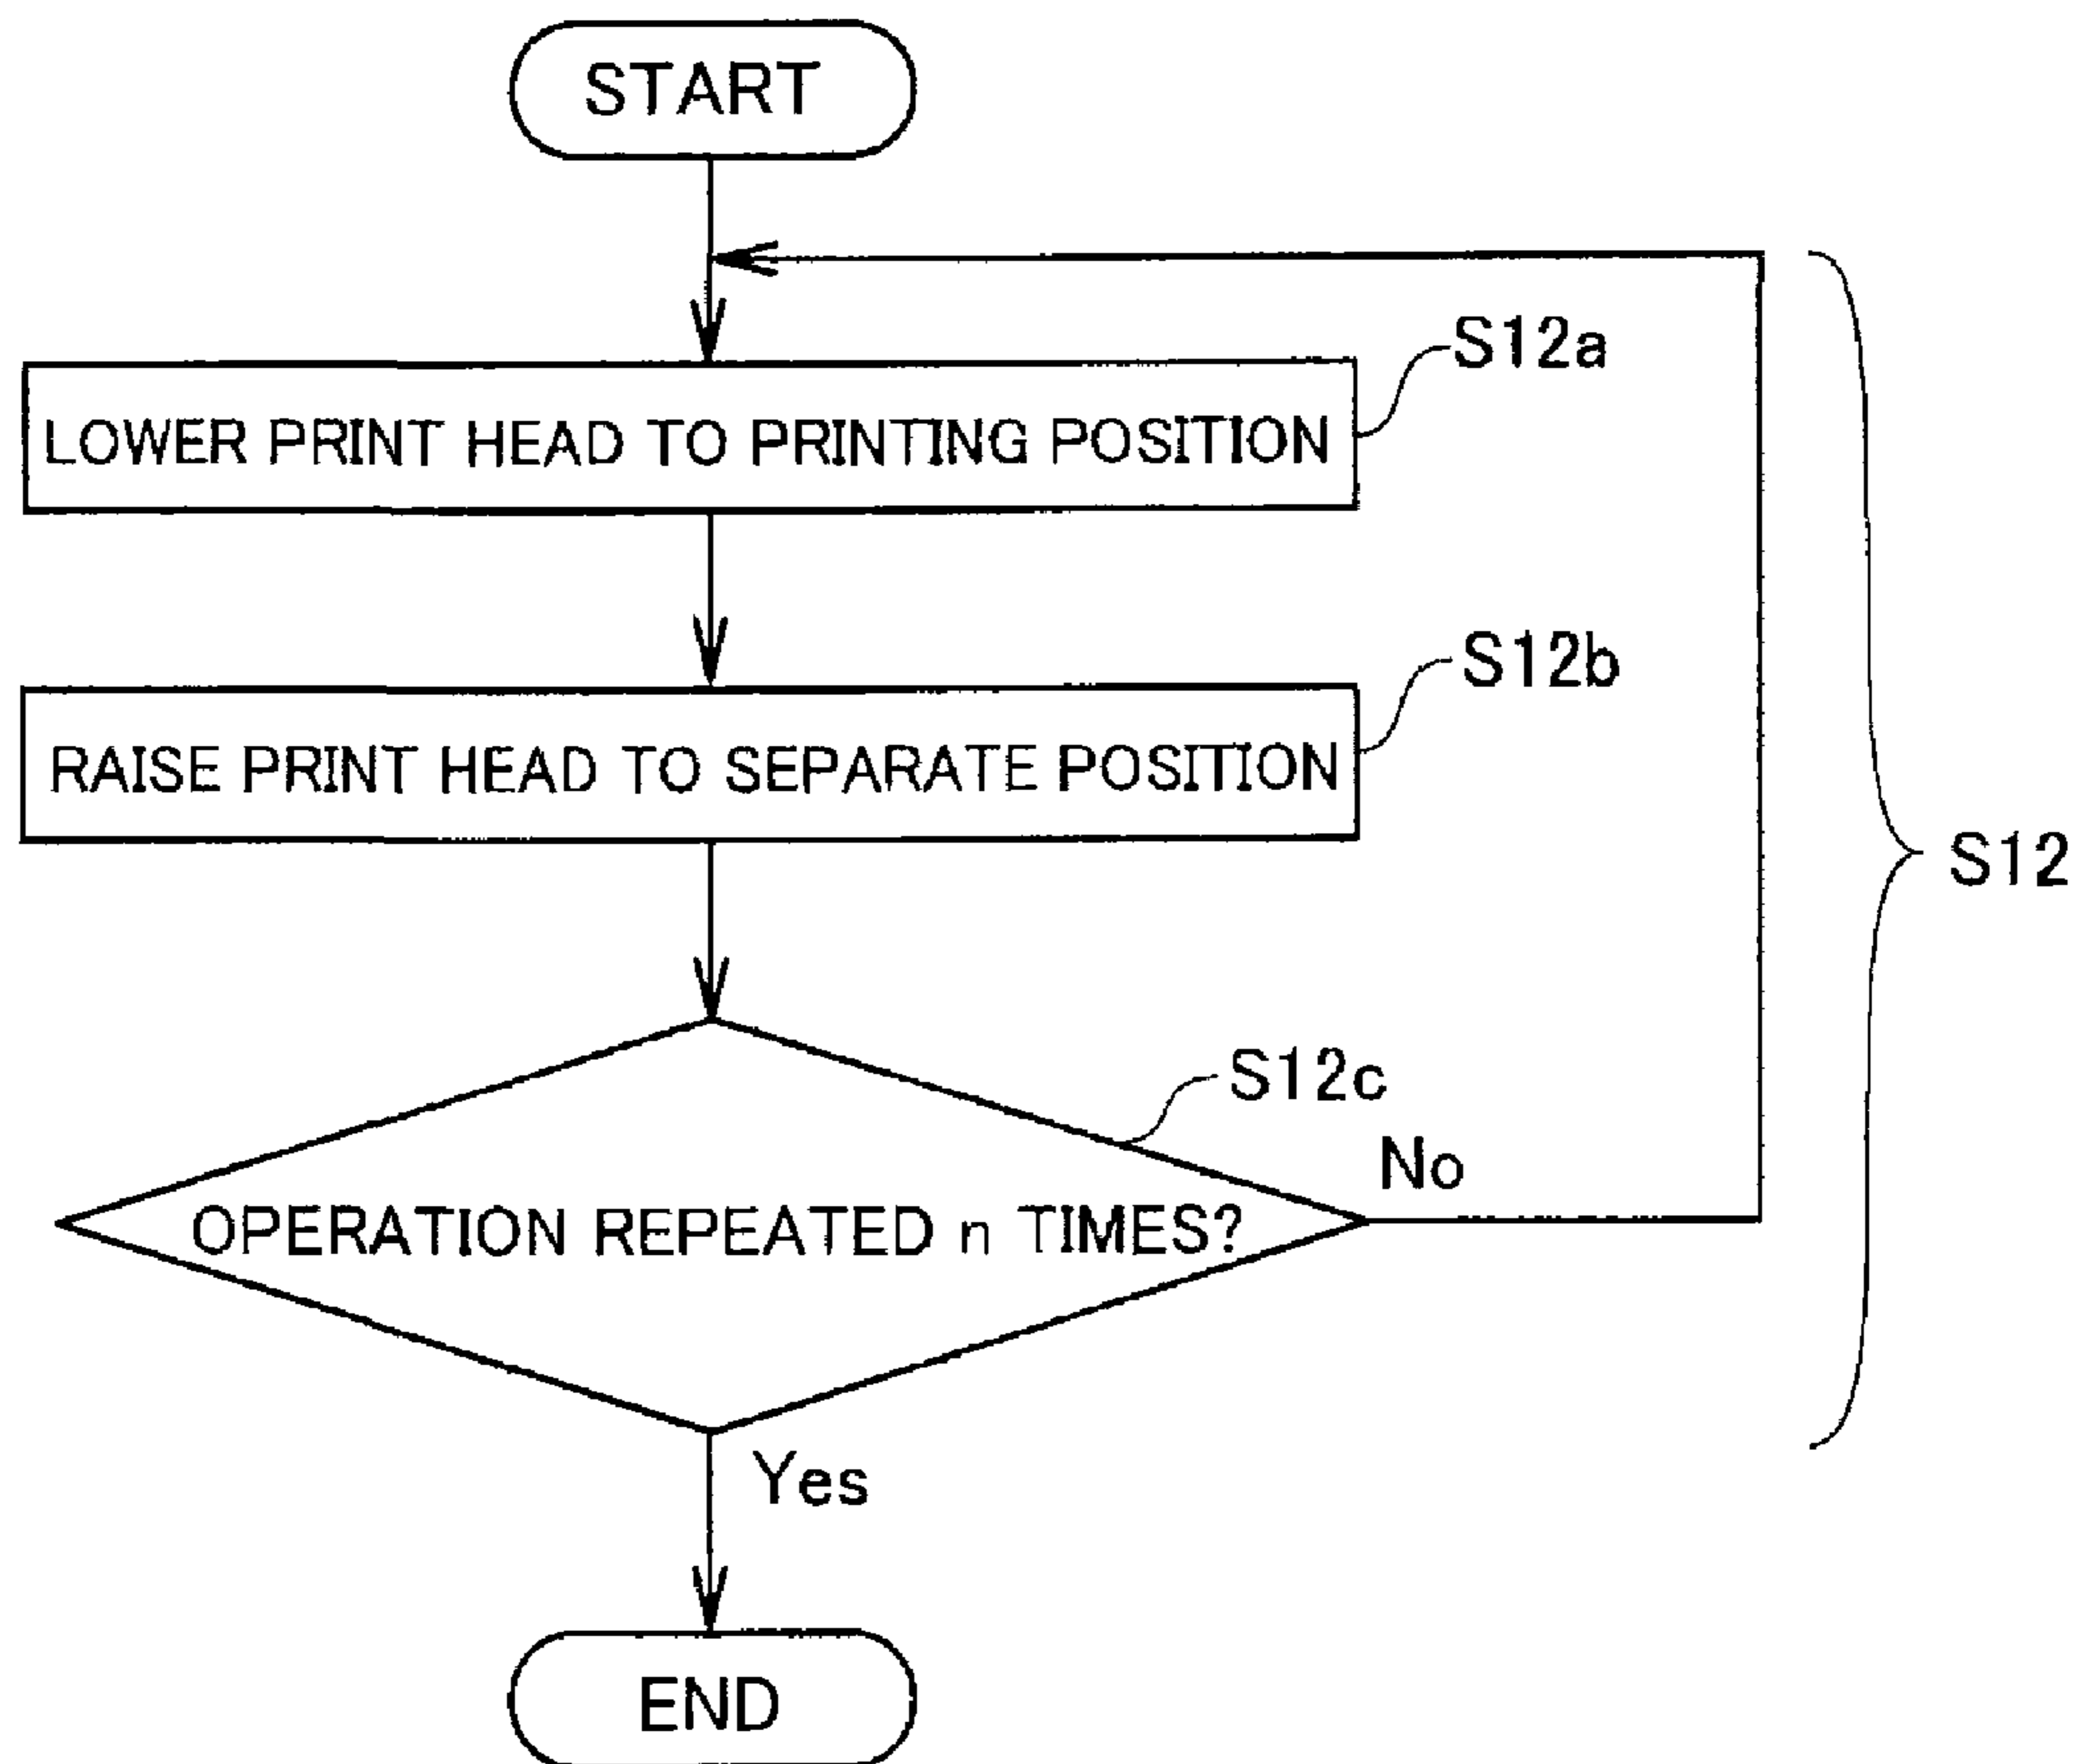 START
S12a
LOWER PRINT HEAD TO PRINTING POSITION
S12b
RAISE PRINT HEAD TO SEPARATE POSITION
S12
S12c
No
OPERATION REPEATED n TIMES?
Yes
END